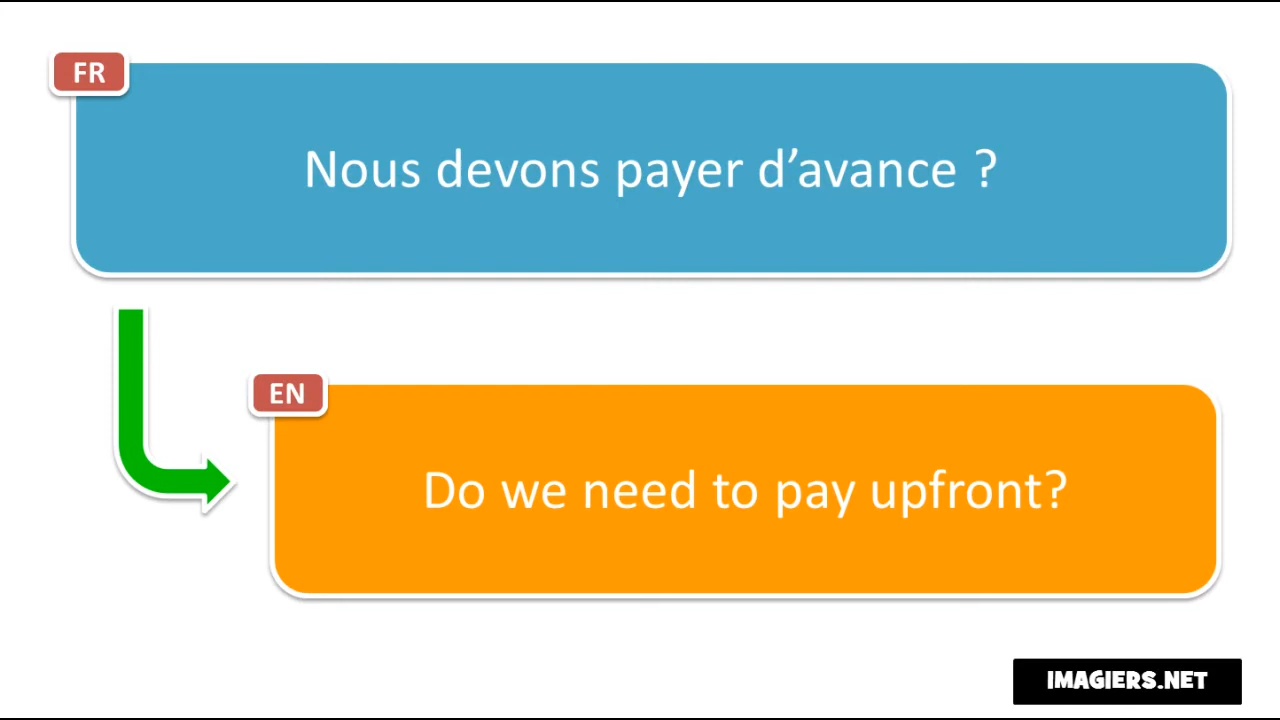 FR
Nous devons payer d’avance ?
EN
Do we need to pay upfront?
IMAGIERS.NET